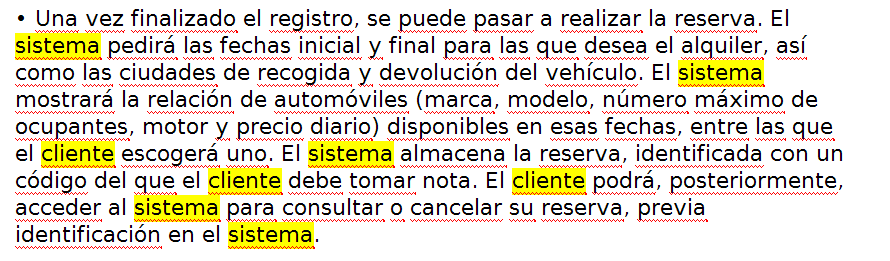 • Una vez finalizado el registro, se puede pasar a realizar la reserva. El
sistema pedirá las fechas inicial y final para las que desea el alquiler, así
como las ciudades de recogida y devolución del vehículo. El sistema
mostrará la relación de automóviles (marca, modelo, número máximo de
ocupantes, motor y precio diario) disponibles en esas fechas, entre las que
el cliente escogerá uno. El sistema almacena la reserva, identificada con un
código del que el cliente debe tomar nota. El cliente podrá, posteriormente,
acceder al sistema para consultar o cancelar su reserva, previa
identificación en el sistema.